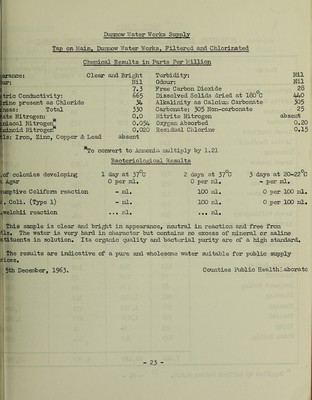 Dunmow Water Works Supply
Tap on Main, Dunmow Water Works, Filtered and Chlorinated
Chemical Results in Parts Per Million
arance: Clear and Bright Turbidity: Nil
ur: Nil Odour: Nil
7.3 Free Carbon Dioxide 28
tric Conductivity: 665 Dissolved Solids dried at 180°C 440
rine present as Chloride 34 Alkalinity as Calcium Carbonate 305
ness: Total 330 Carbonate: 305 Non-carbonate 25
rate Nitrogen: 0.0 Nitrite Nitrogen absent
niacal Nitrogen* 0.054 Oxygen Absorbed 0.20
uminoid Nitrogen* 0.020 Residual Chlorine 0.15
ls: Iron, Zinc, Copper & Lead absent
*To convert to Ammonia multiply by 1.21
Bacteriological Results
of colonies developing 1 day at 37°C 2 days at 37°C 3 days at 20-22°C
Agar 0 per ml. 0 per ml. - per ml.
umptive Coliform reaction - ml. 100 ml. 0 per 100 ml.
. Coli. (Type 1) - ml. 100 ml. 0 per 100 ml.
welchii reaction ... ml. ... ml.
This sample is clear and bright in appearance, neutral in reaction and free from
ls. The water is very hard in character but contains no excess of mineral or saline
stituents in solution. Its organic quality and bacterial purity are of a high standard.
The results are indicative of a pure and wholesome water suitable for public supply
oses.
5th December, 1963. Counties Public Health Laborato
- 23 -